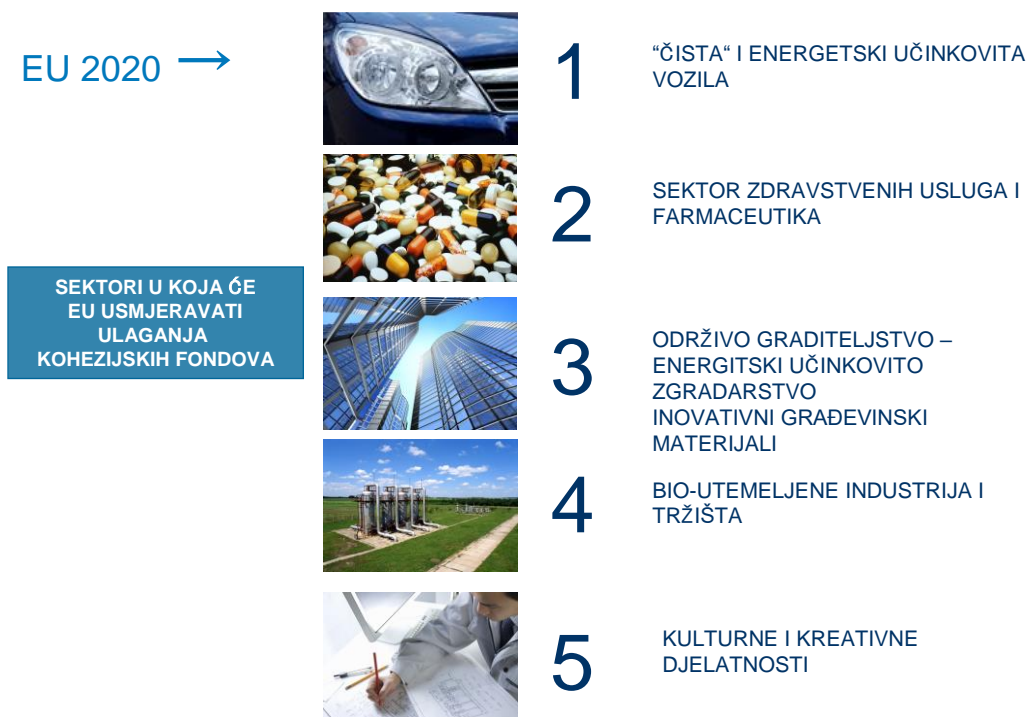 EU 2020 →
SEKTORI U KOJA ĆE
EU USMJERAVATI
ULAGANJA
KOHEZIJSKIH FONDOVA
1
“ČISTA“ I ENERGETSKI UČINKOVITA
VOZILA
2
SEKTOR ZDRAVSTVENIH USLUGA I
FARMACEUTIKA
3
ODRŽIVO GRADITELJSTVO –
ENERGITSKI UČINKOVITO
ZGRADARSTVO
INOVATIVNI GRAĐEVINSKI
MATERIJALI
4
BIO-UTEMELJENE INDUSTRIJA I
TRŽIŠTA
5
KULTURNE I KREATIVNE
DJELATNOSTI